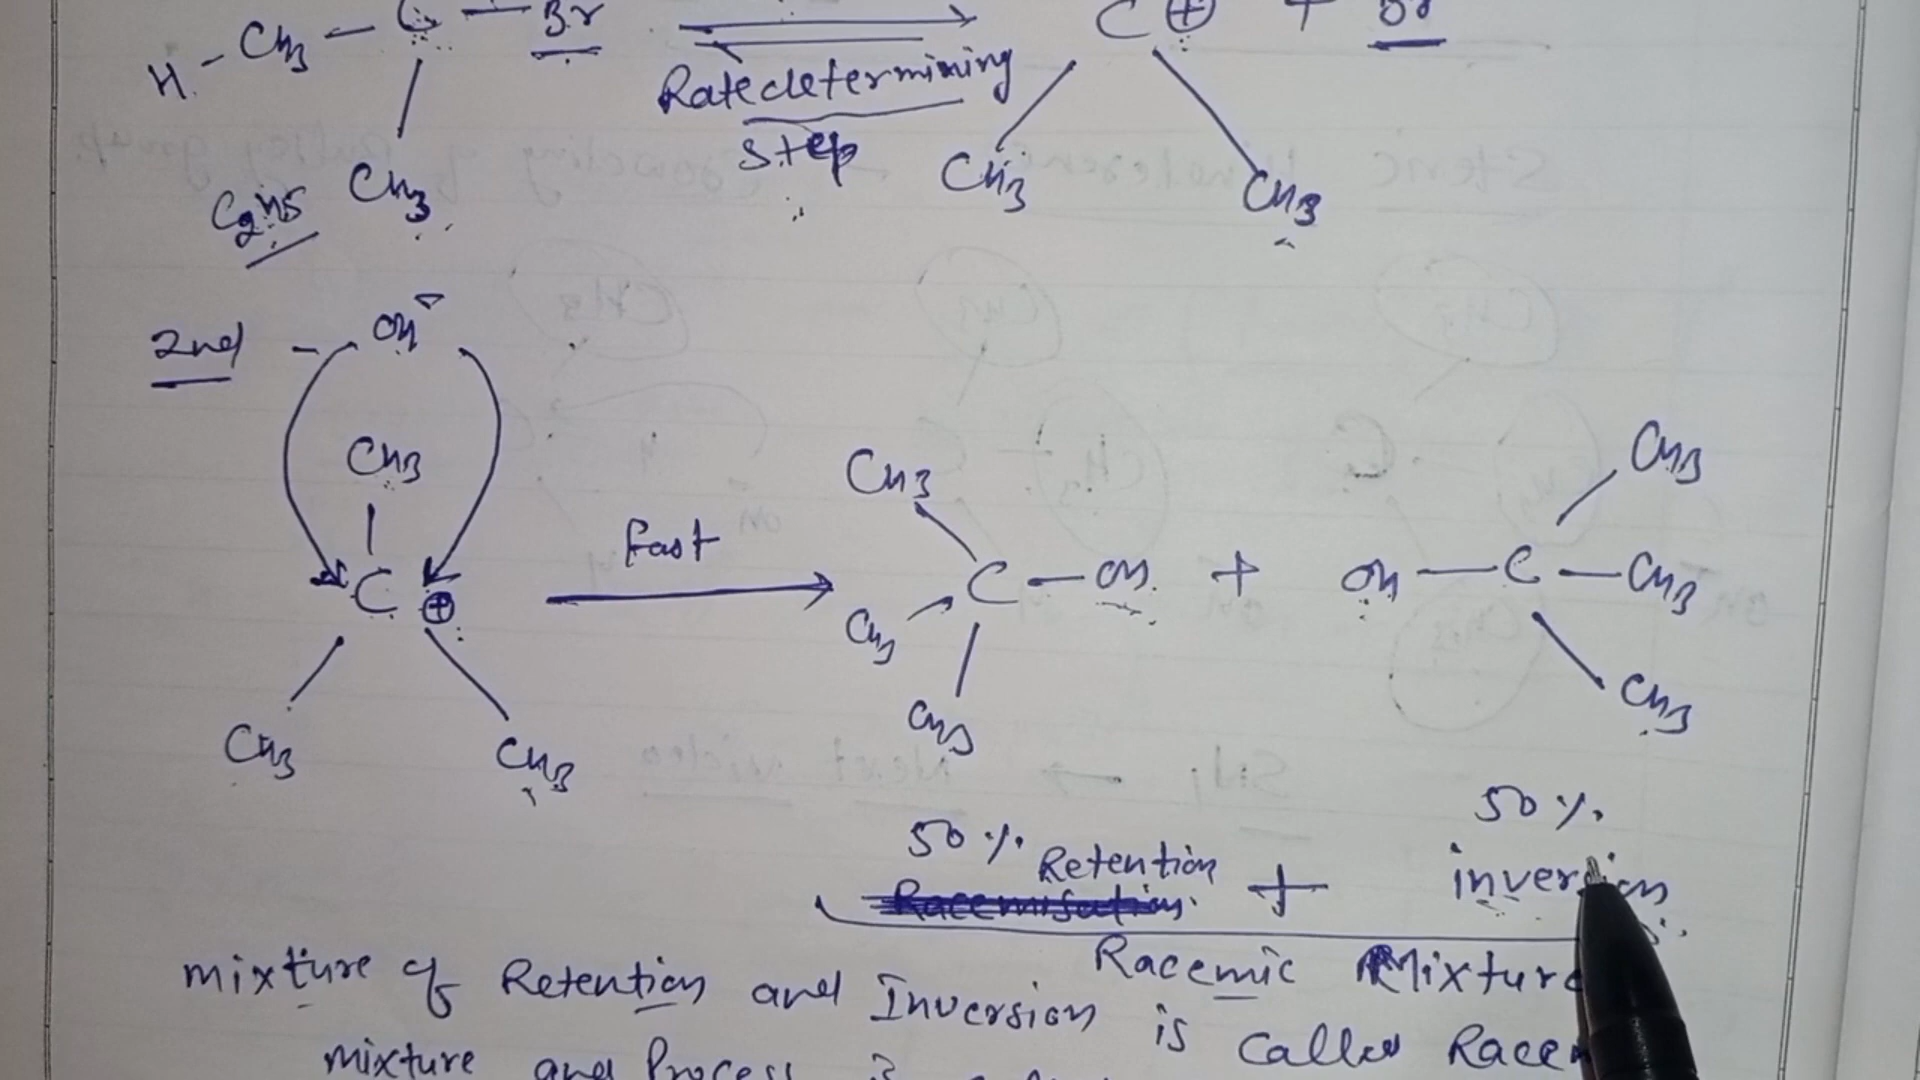 H - CH3 - C - Br ⇌ C ⊕ + Br
Rate determining
step
CH3 CH3
CH3
C2H5
2nd - OH-
CH3
C ⊕
CH3 CH3
fast
CH3
CH3 C - OH + OH - C - CH3
CH3
CH3
CH3
50 % Retention + 50 % inversion
Racemisation
Racemic Mixture
mixture of Retention and Inversion is called
mixture and Process